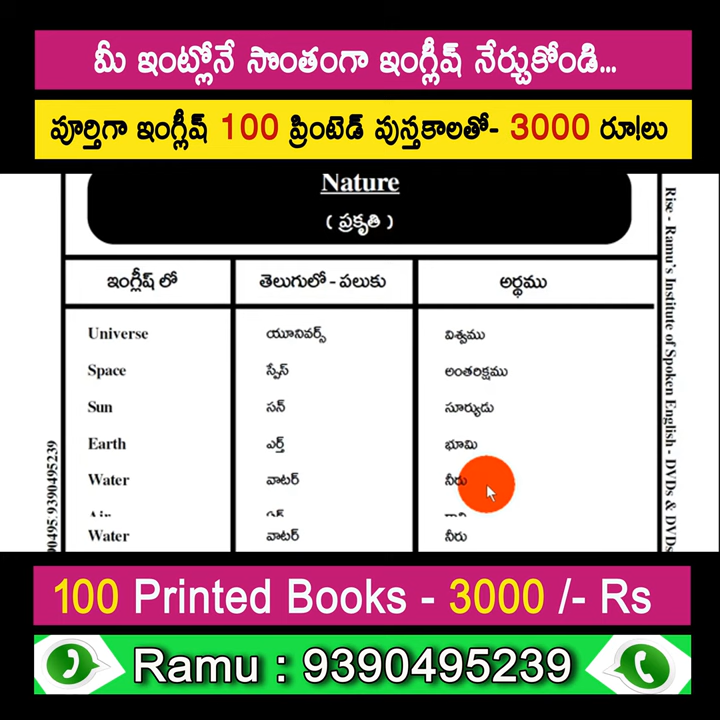 మీ ఇంట్లోనే సొంతంగా ఇంగ్లీష్ నేర్చుకోండి...
పూర్తిగా ఇంగ్లీష్ 100 ప్రింటెడ్ పుస్తకాలతో- 3000 రూ!లు
Nature
( ప్రకృతి )
ఇంగ్లీష్ లో తెలుగులో - పలుకు అర్థము
Universe యూనివర్స్ విశ్వము
Space స్పేస్ అంతరిక్షము
Sun సన్ సూర్యుడు
Earth ఎర్త్ భూమి
Water వాటర్ నీరు
Water వాటర్ నీరు
Rise - Ramu's Institute of Spoken English - DVDs & DVDs
90495:9390495239
100 Printed Books - 3000 /- Rs
Ramu : 9390495239